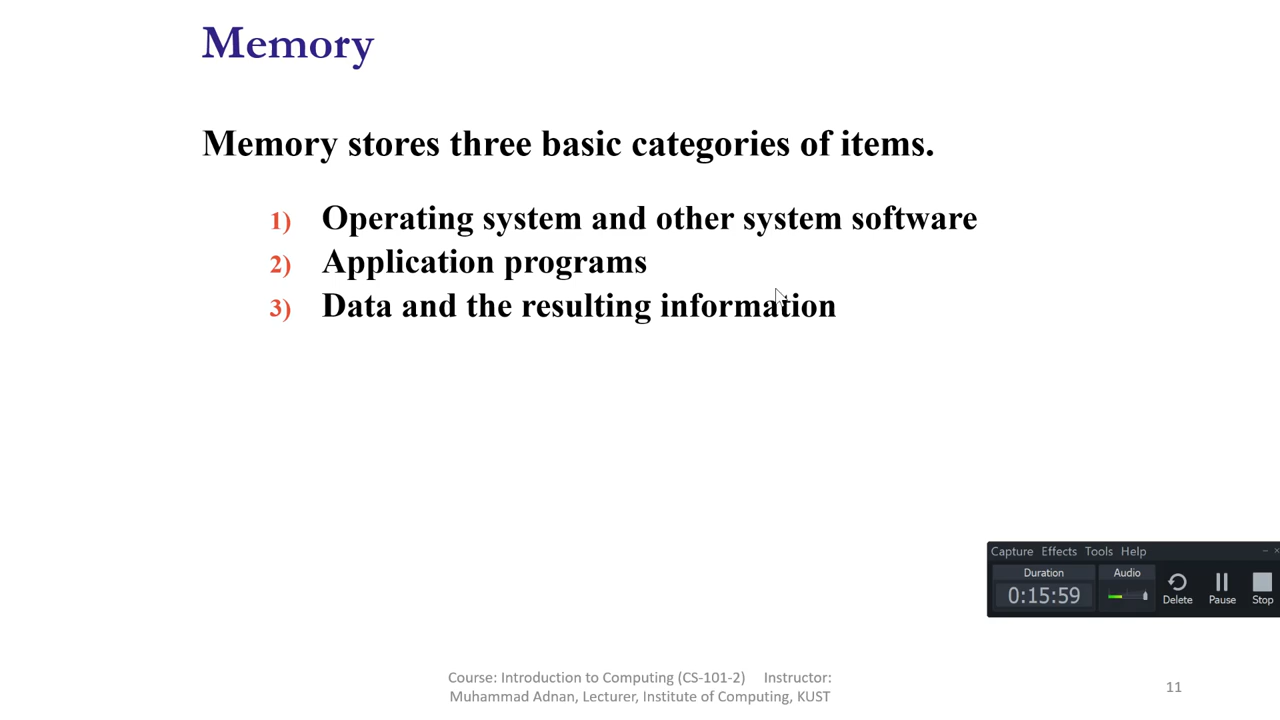 Memory
Memory stores three basic categories of items.
1) Operating system and other system software
2) Application programs
3) Data and the resulting information
Capture Effects Tools Help
Duration Audio
0:15:59 Delete Pause Stop
Course: Introduction to Computing (CS-101-2) Instructor:
Muhammad Adnan, Lecturer, Institute of Computing, KUST
11